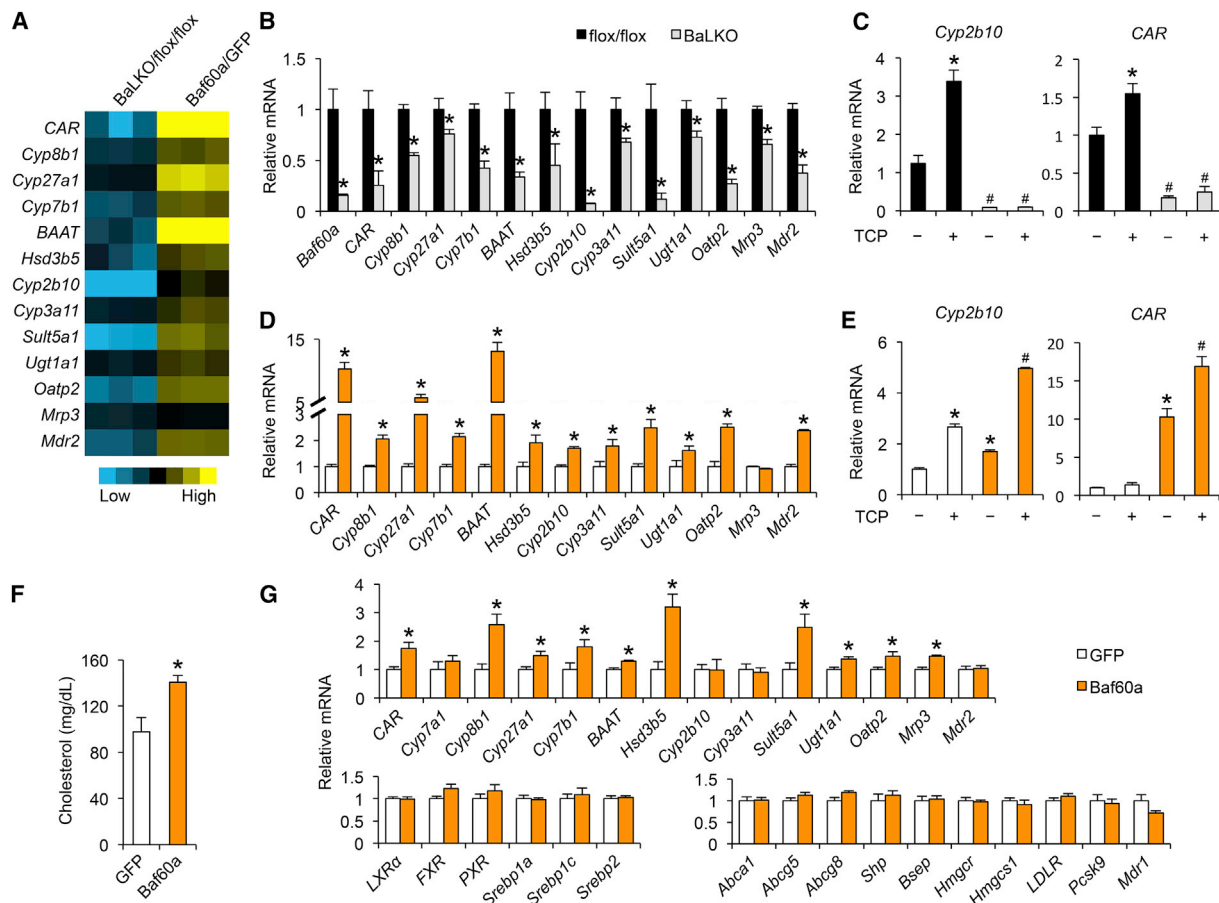 A
BaLKO/flox/flox
Baf60a/GFP
CAR
Cyp8b1
Cyp27a1
Cyp7b1
BAAT
Hsd3b5
Cyp2b10
Cyp3a11
Sult5a1
Ugt1a1
Oatp2
Mrp3
Mdr2
Low High
B
flox/flox BaLKO
Relative mRNA
1.5
1
0.5
0
* * * * * * * * * * * * * *
Baf60a CAR Cyp8b1 Cyp27a1 Cyp7b1 BAAT Hsd3b5 Cyp2b10 Cyp3a11 Sult5a1 Ugt1a1 Oatp2 Mrp3 Mdr2
C
Cyp2b10 CAR
Relative mRNA
4
3
2
1
0
* # #
2
1.5
1
0.5
0
* # #
TCP − + − + − + − +
D
Relative mRNA
15
5
3
2
1
0
* * * * * * * * * * * *
CAR Cyp8b1 Cyp27a1 Cyp7b1 BAAT Hsd3b5 Cyp2b10 Cyp3a11 Sult5a1 Ugt1a1 Oatp2 Mrp3 Mdr2
E
Cyp2b10 CAR
Relative mRNA
6
4
2
0
* * #
20
15
10
5
0
* #
TCP − + − + − + − +
F
Cholesterol (mg/dL)
160
120
80
40
0
*
GFP Baf60a
G
Relative mRNA
4
3
2
1
0
* * * * * * * * * *
CAR Cyp7a1 Cyp8b1 Cyp27a1 Cyp7b1 BAAT Hsd3b5 Cyp2b10 Cyp3a11 Sult5a1 Ugt1a1 Oatp2 Mrp3 Mdr2
GFP
Baf60a
1.5
1
0.5
LXRα FXR PXR Srebp1a Srebp1c Srebp2
1.5
1
0.5
0
Abca1 Abcg5 Abcg8 Shp Bsep Hmgcr Hmgcs1 LDLR Pcsk9 Mdr1